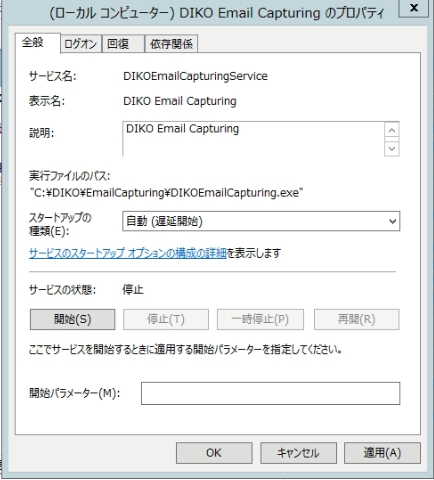 (ローカル コンピューター) DIKO Email Capturing のプロパティ
x
全般 ログオン 回復 依存関係
サービス名: DIKOEmailCapturingService
表示名: DIKO Email Capturing
説明: DIKO Email Capturing
実行ファイルのパス:
"C:¥DIKO¥EmailCapturing¥DIKOEmailCapturing.exe"
スタートアップの
種類(E): 自動 (遅延開始)
サービスのスタートアップ オプションの構成の詳細を表示します
サービスの状態: 停止
開始(S) 停止(T) 一時停止(P) 再開(R)
ここでサービスを開始するときに適用する開始パラメーターを指定してください。
開始パラメーター(M):
OK キャンセル 適用(A)